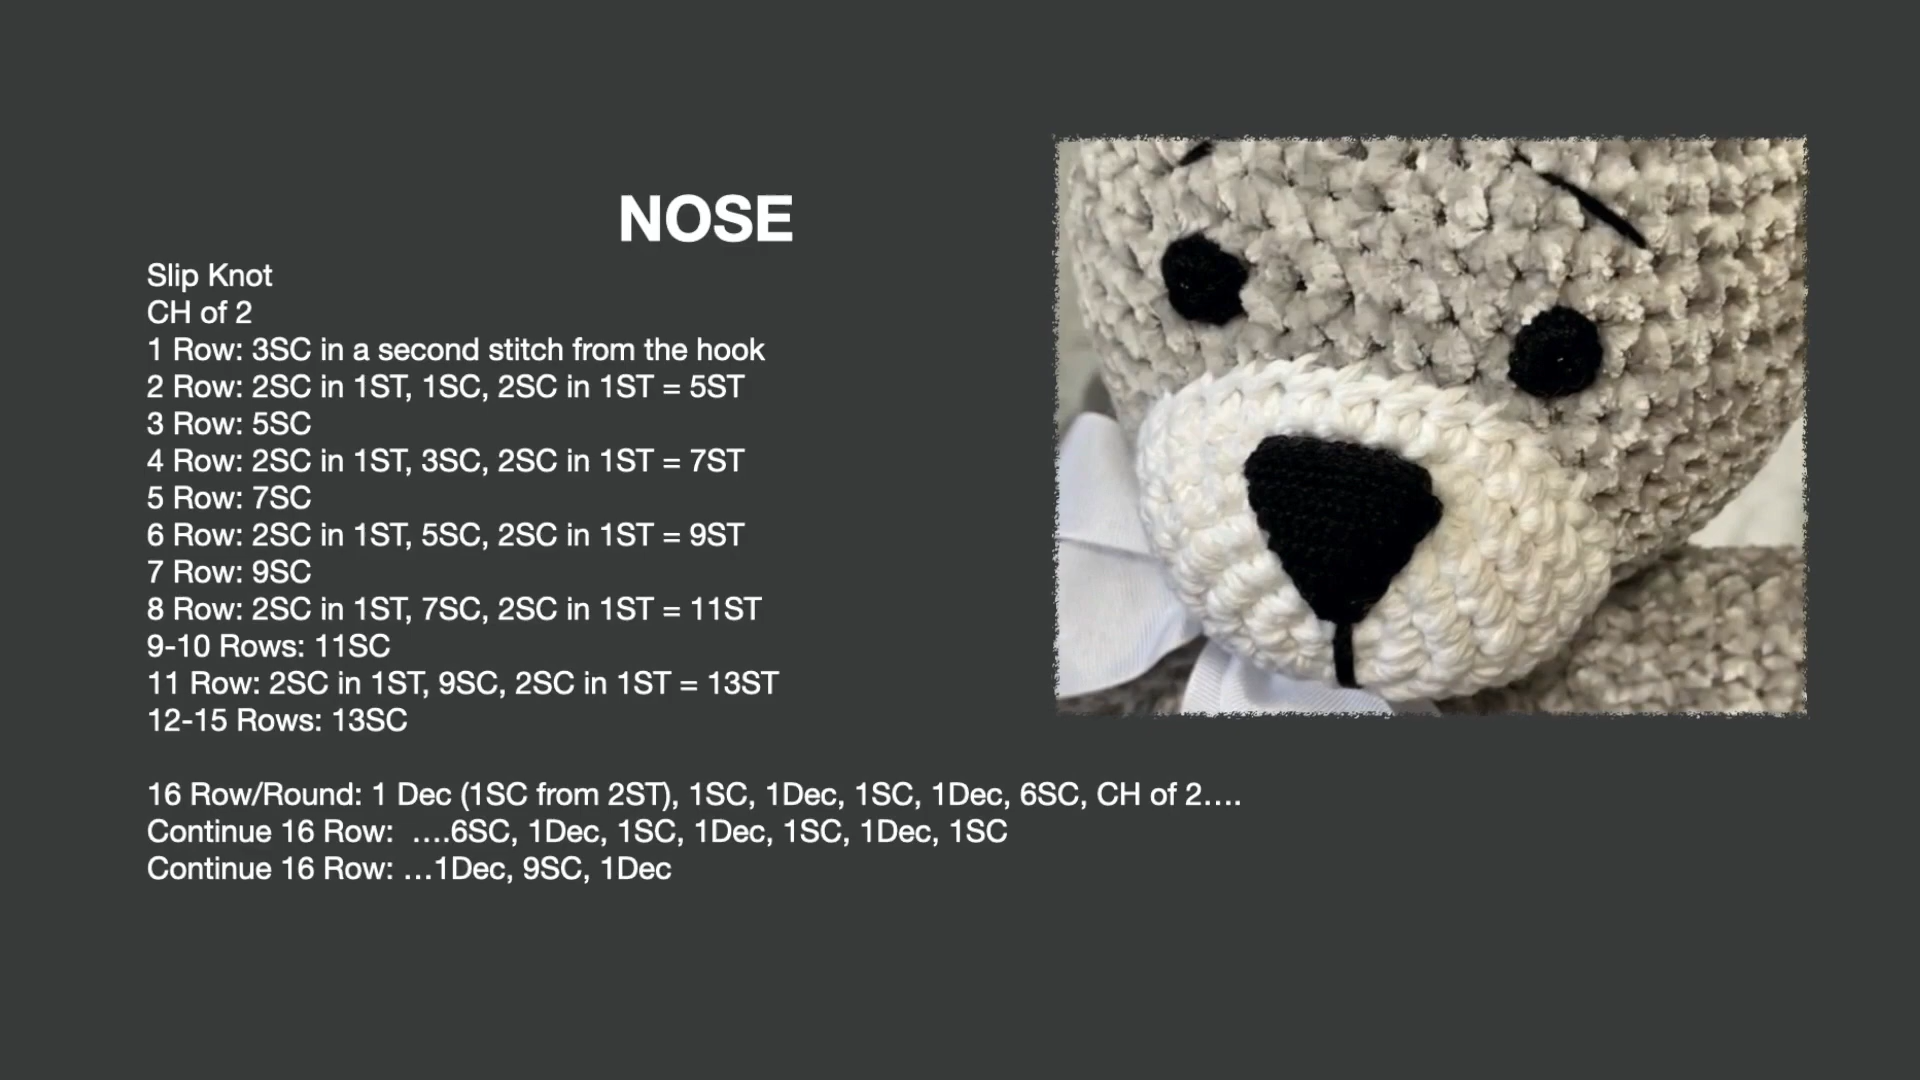 NOSE
Slip Knot
CH of 2
1 Row: 3SC in a second stitch from the hook
2 Row: 2SC in 1ST, 1SC, 2SC in 1ST = 5ST
3 Row: 5SC
4 Row: 2SC in 1ST, 3SC, 2SC in 1ST = 7ST
5 Row: 7SC
6 Row: 2SC in 1ST, 5SC, 2SC in 1ST = 9ST
7 Row: 9SC
8 Row: 2SC in 1ST, 7SC, 2SC in 1ST = 11ST
9-10 Rows: 11SC
11 Row: 2SC in 1ST, 9SC, 2SC in 1ST = 13ST
12-15 Rows: 13SC
16 Row/Round: 1 Dec (1SC from 2ST), 1SC, 1Dec, 1SC, 1Dec, 6SC, CH of 2….
Continue 16 Row:  ….6SC, 1Dec, 1SC, 1Dec, 1SC, 1Dec, 1SC
Continue 16 Row: …1Dec, 9SC, 1Dec